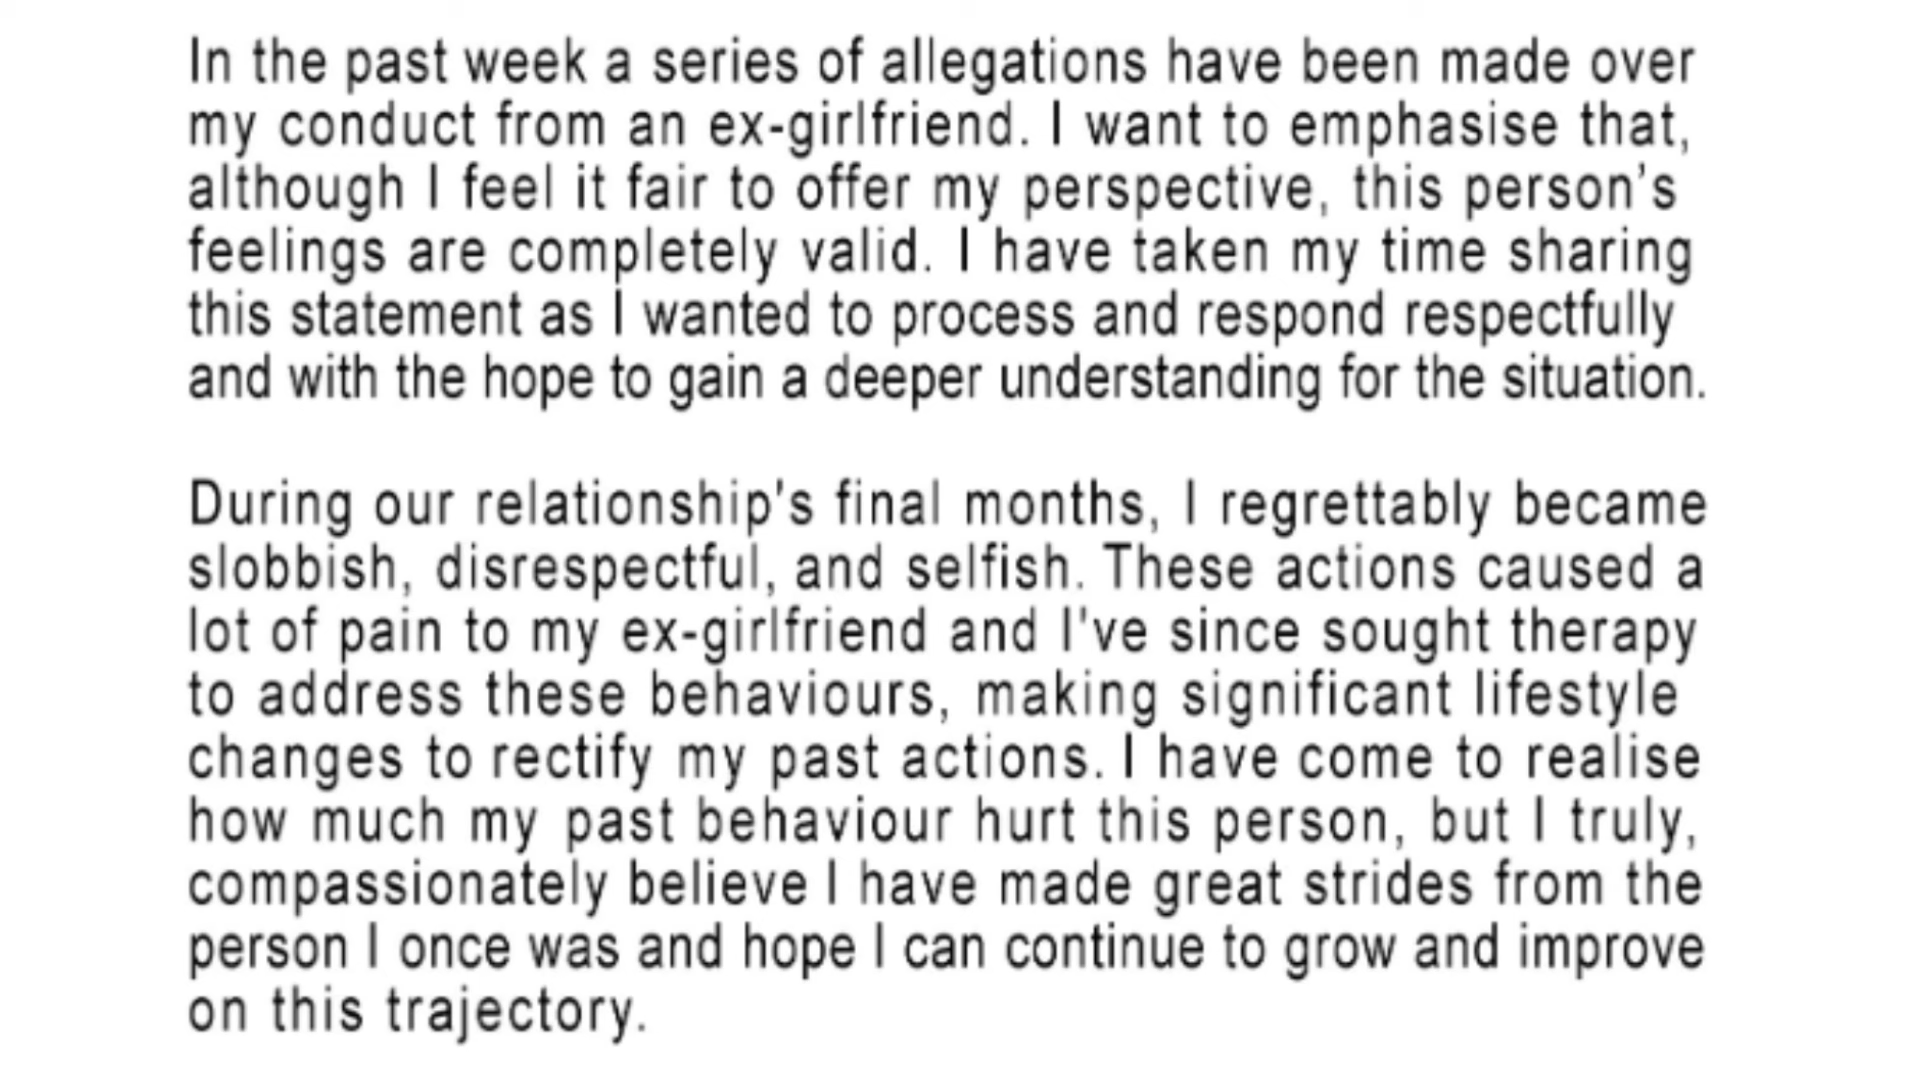 In the past week a series of allegations have been made over
my conduct from an ex-girlfriend. I want to emphasise that,
although I feel it fair to offer my perspective, this person’s
feelings are completely valid. I have taken my time sharing
this statement as I wanted to process and respond respectfully
and with the hope to gain a deeper understanding for the situation.
During our relationship's final months, I regrettably became
slobbish, disrespectful, and selfish. These actions caused a
lot of pain to my ex-girlfriend and I've since sought therapy
to address these behaviours, making significant lifestyle
changes to rectify my past actions. I have come to realise
how much my past behaviour hurt this person, but I truly,
compassionately believe I have made great strides from the
person I once was and hope I can continue to grow and improve
on this trajectory.